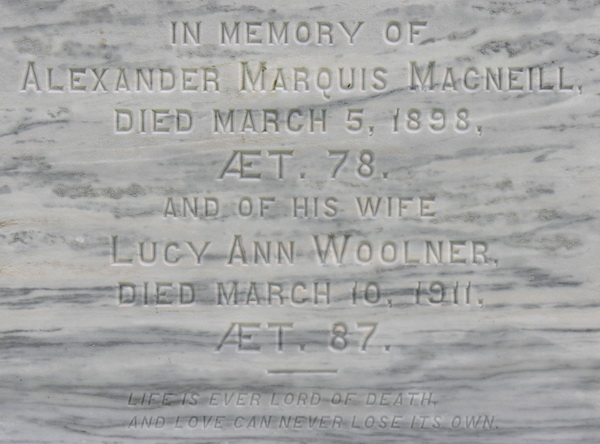 IN MEMORY OF
ALEXANDER MARQUIS MACNEILL,
DIED MARCH 5, 1898,
ÆT. 78.
AND OF HIS WIFE
LUCY ANN WOOLNER,
DIED MARCH 10, 1911.
ÆT. 87.
LIFE IS EVER LORD OF DEATH,
AND LOVE CAN NEVER LOSE ITS OWN.